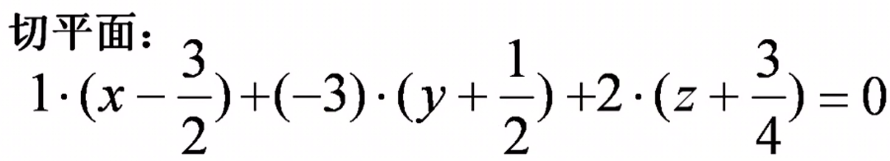 切平面：
1·(x − 3/2)+(−3)·(y + 1/2) +2·(z + 3/4) = 0